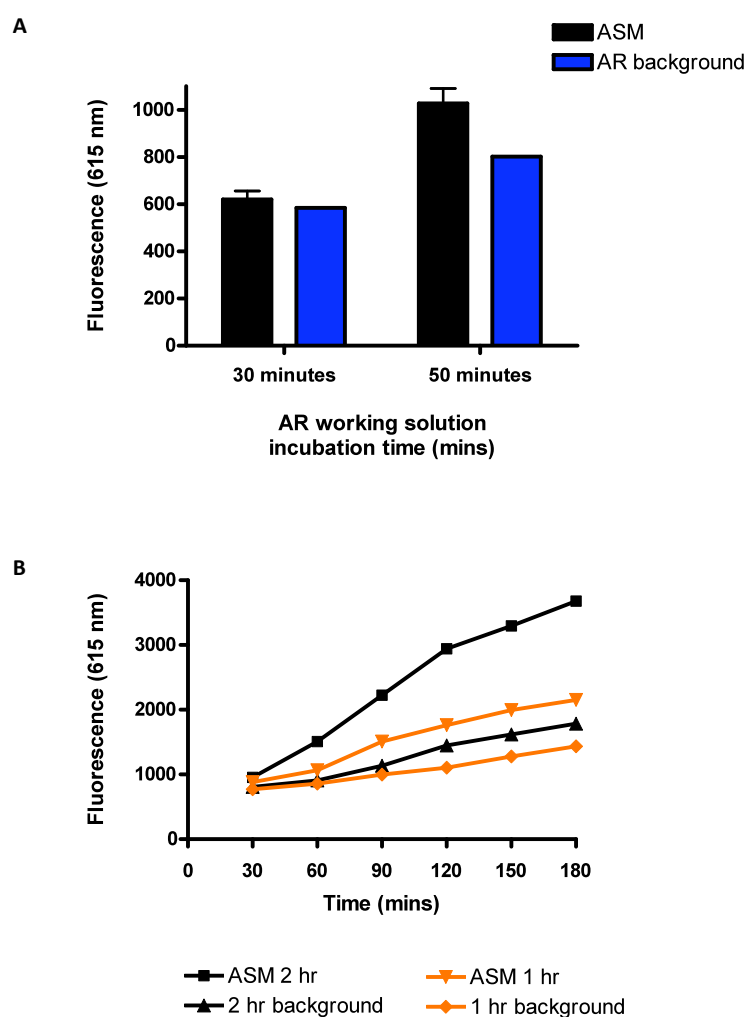 A
ASM
AR background
Fluorescence (615 nm)
1000
800
600
400
200
0
30 minutes
50 minutes
AR working solution
incubation time (mins)
B
Fluorescence (615 nm)
4000
3000
2000
1000
0
0 30 60 90 120 150 180
Time (mins)
ASM 2 hr
ASM 1 hr
2 hr background
1 hr background